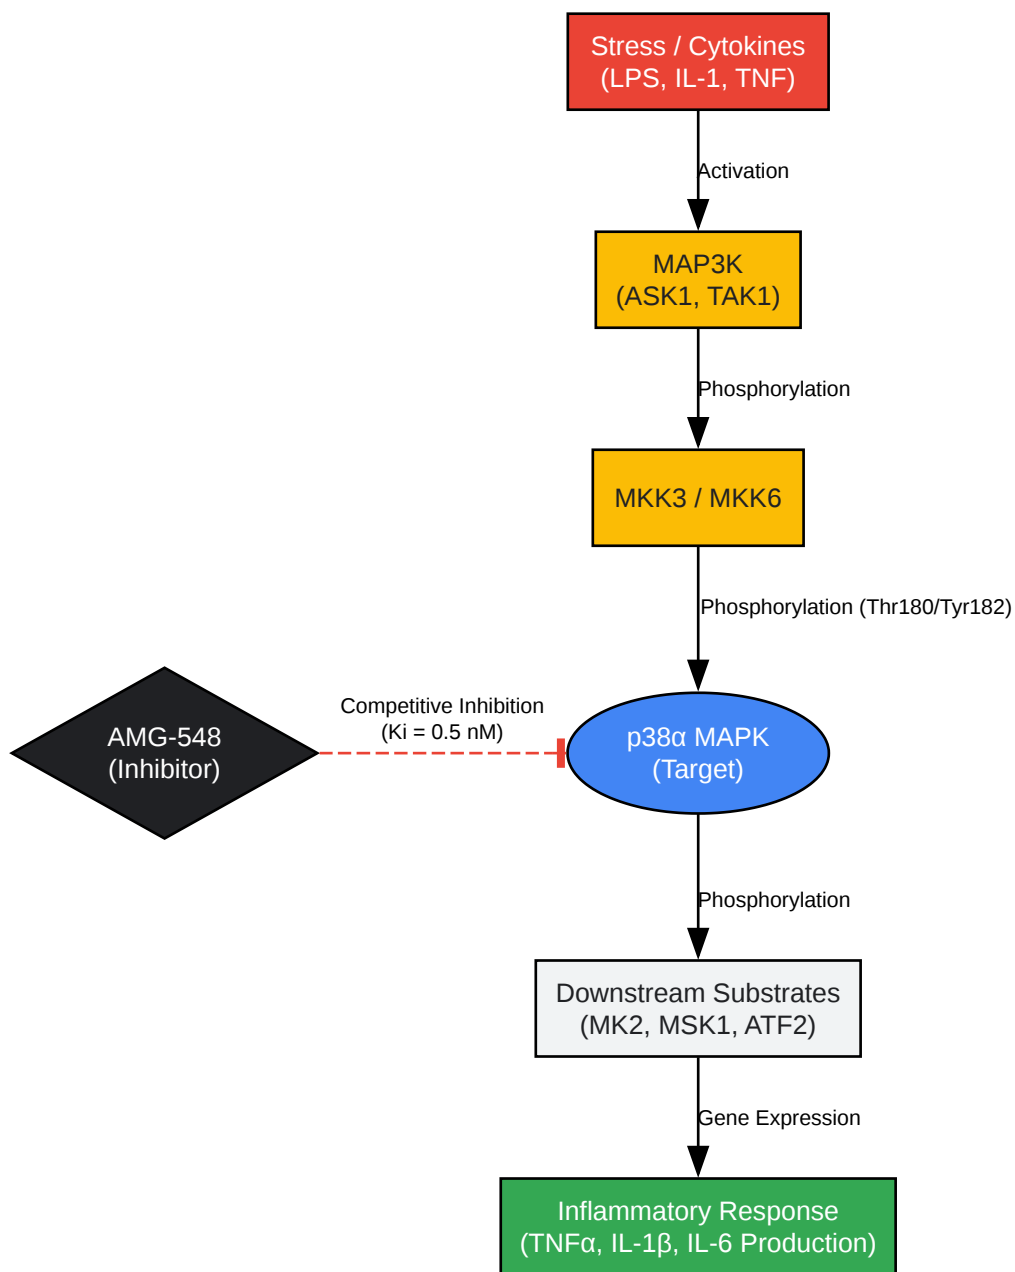 Stress / Cytokines
(LPS, IL-1, TNF)
Activation
MAP3K
(ASK1, TAK1)
Phosphorylation
MKK3 / MKK6
Phosphorylation (Thr180/Tyr182)
AMG-548
(Inhibitor)
Competitive Inhibition
(Ki = 0.5 nM)
p38α MAPK
(Target)
Phosphorylation
Downstream Substrates
(MK2, MSK1, ATF2)
Gene Expression
Inflammatory Response
(TNFα, IL-1β, IL-6 Production)